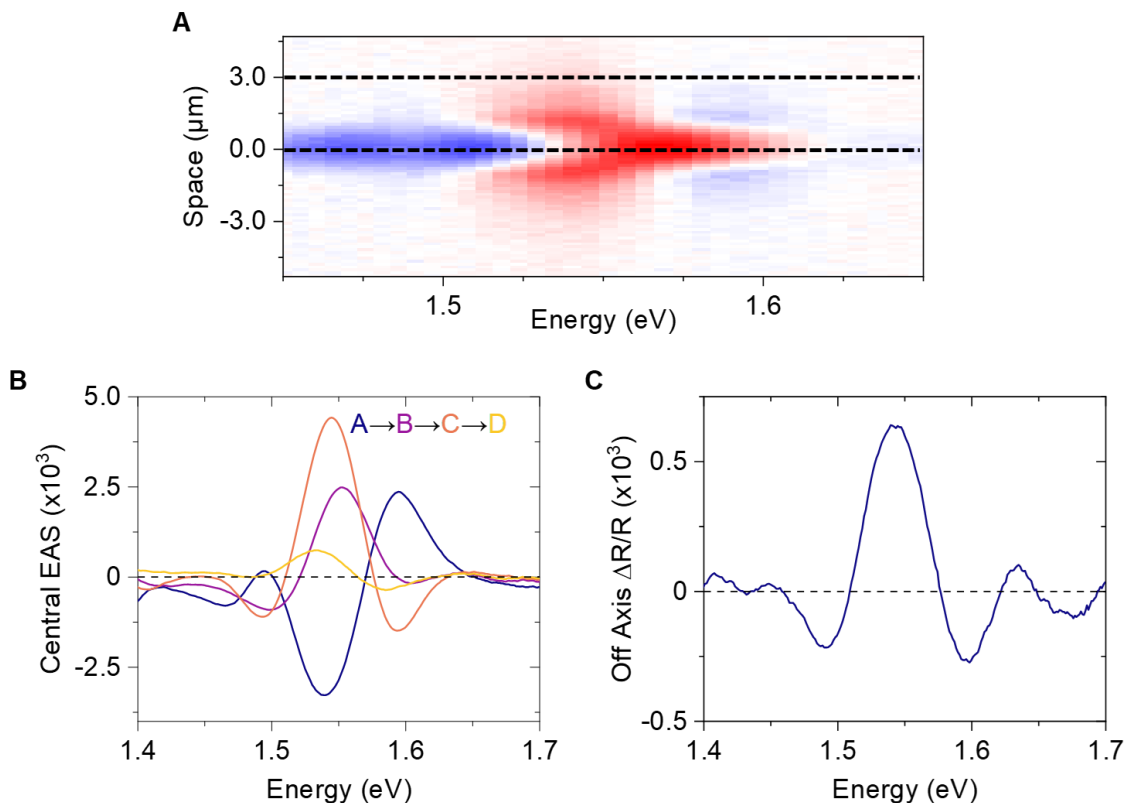 A
Space (µm)
3.0
0.0
-3.0
1.5
1.6
Energy (eV)
B
Central EAS (x10³)
5.0
2.5
0
-2.5
A→B→C→D
1.4
1.5
1.6
1.7
Energy (eV)
C
Off Axis ΔR/R (x10³)
0.5
0
-0.5
1.4
1.5
1.6
1.7
Energy (eV)